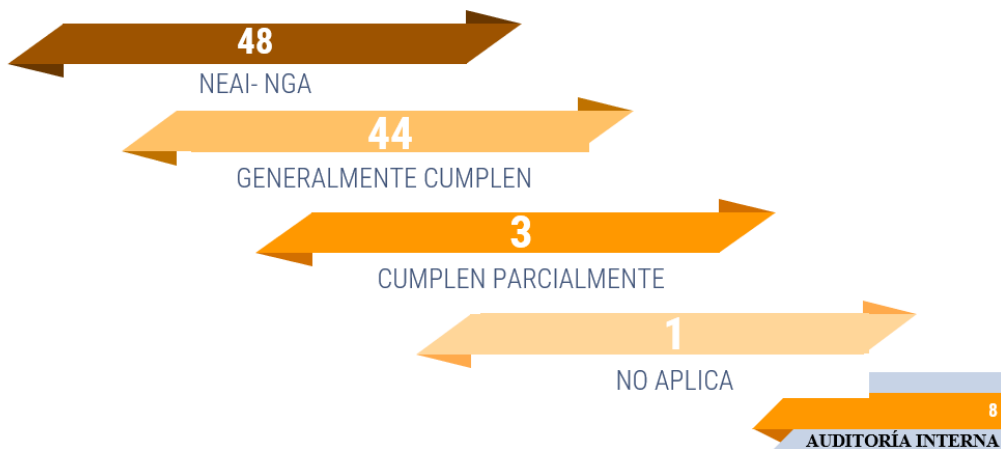 48
NEAI- NGA
44
GENERALMENTE CUMPLEN
3
CUMPLEN PARCIALMENTE
1
NO APLICA
8
AUDITORÍA INTERNA